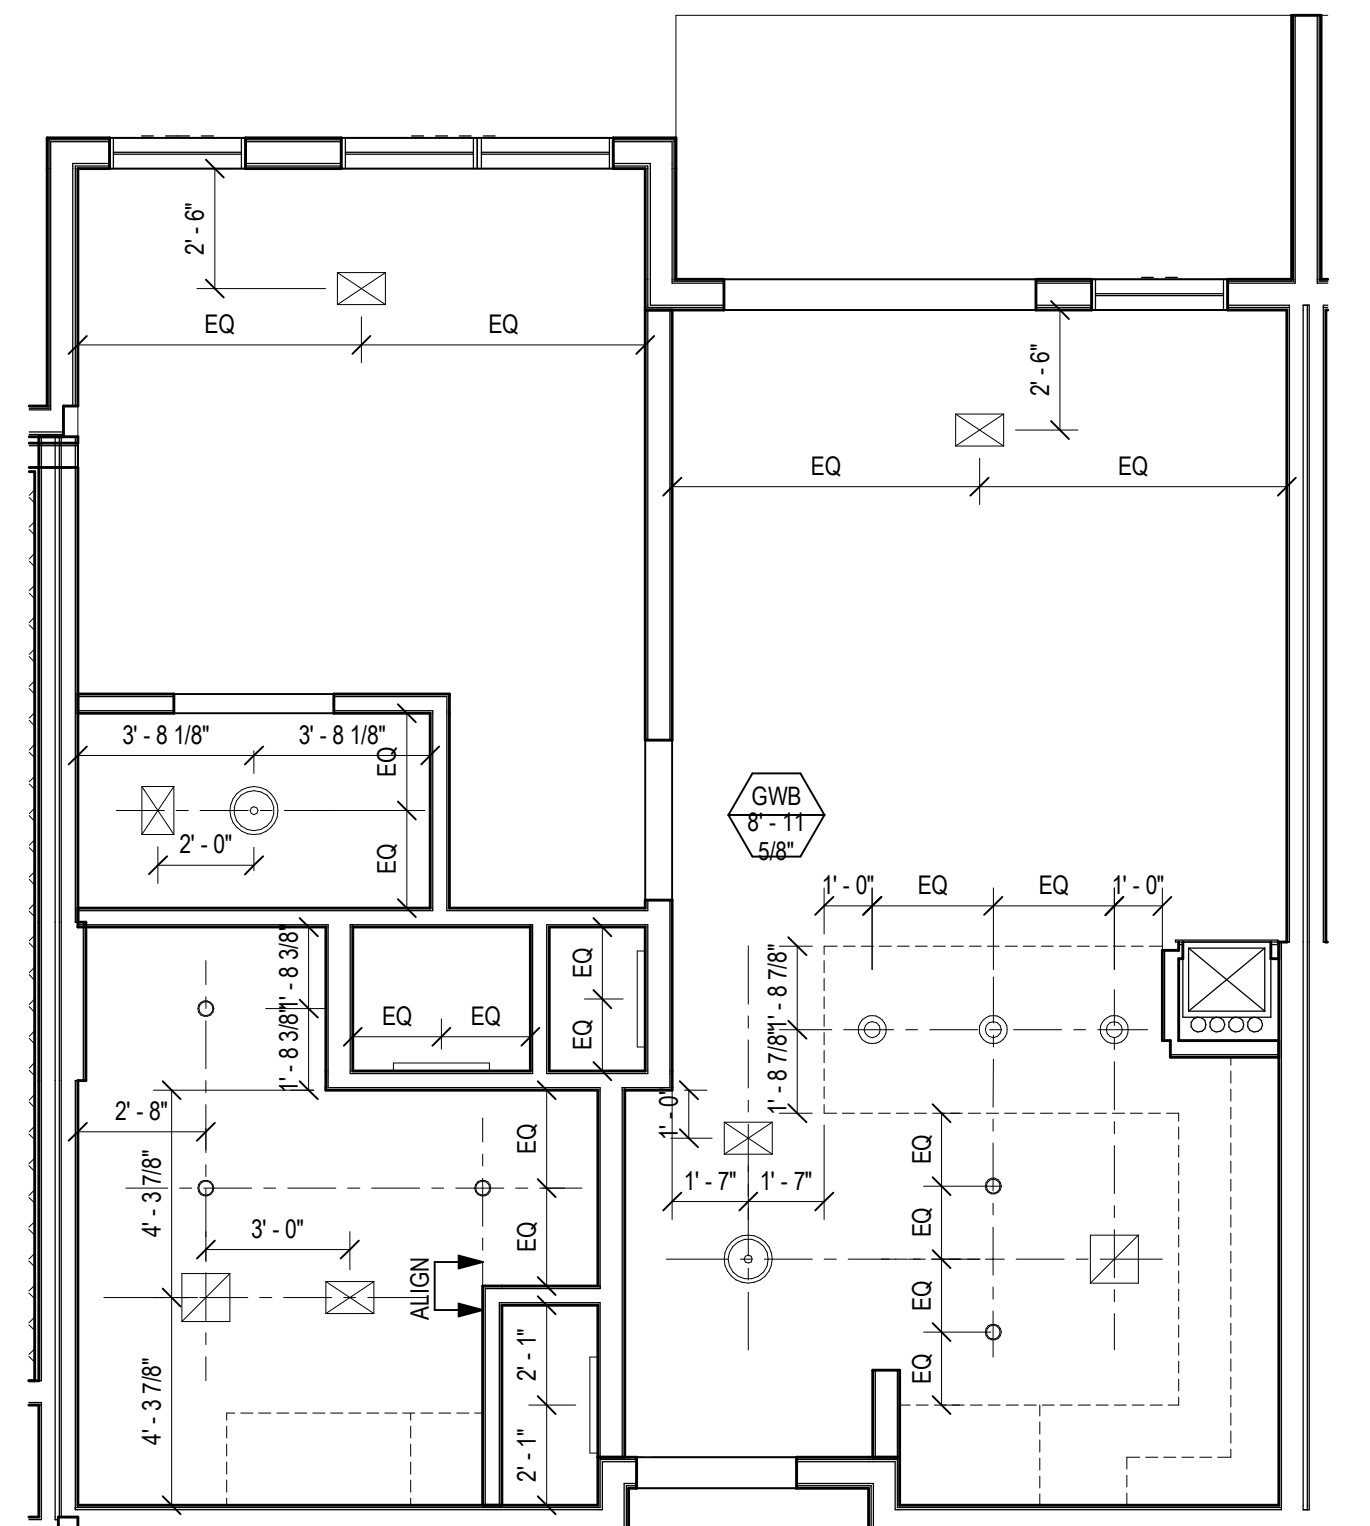 2' - 6"
EQ
EQ
2' - 6"
EQ
EQ
3' - 8 1/8"
3' - 8 1/8"
EQ
2' - 0"
EQ
GWB
8' - 11
5/8"
1' - 0"
EQ
EQ
1' - 0"
1' - 8 3/8"
1' - 8 3/8"
EQ
EQ
EQ
EQ
1' - 8 7/8"
1' - 8 7/8"
2' - 8"
1' - 0"
EQ
EQ
4' - 3 7/8"
4' - 3 7/8"
3' - 0"
1' - 7"
1' - 7"
EQ
EQ
EQ
EQ
ALIGN
2' - 1"
2' - 1"